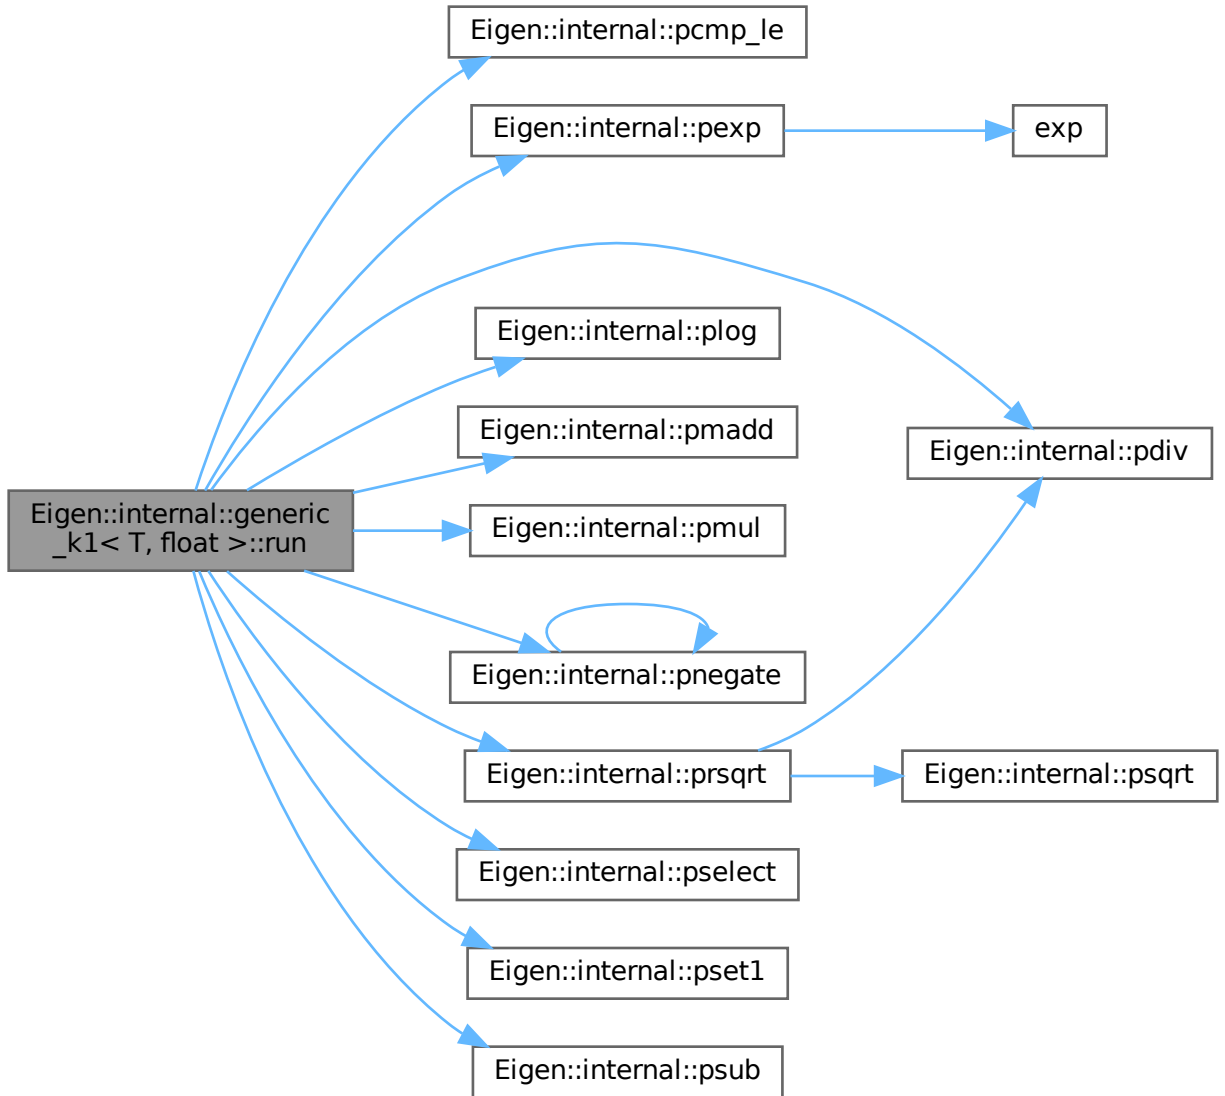 Eigen::internal::pcmp_le
Eigen::internal::pexp
exp
Eigen::internal::plog
Eigen::internal::pmadd
Eigen::internal::pdiv
Eigen::internal::generic
_k1< T, float >::run
Eigen::internal::pmul
Eigen::internal::pnegate
Eigen::internal::prsqrt
Eigen::internal::psqrt
Eigen::internal::pselect
Eigen::internal::pset1
Eigen::internal::psub